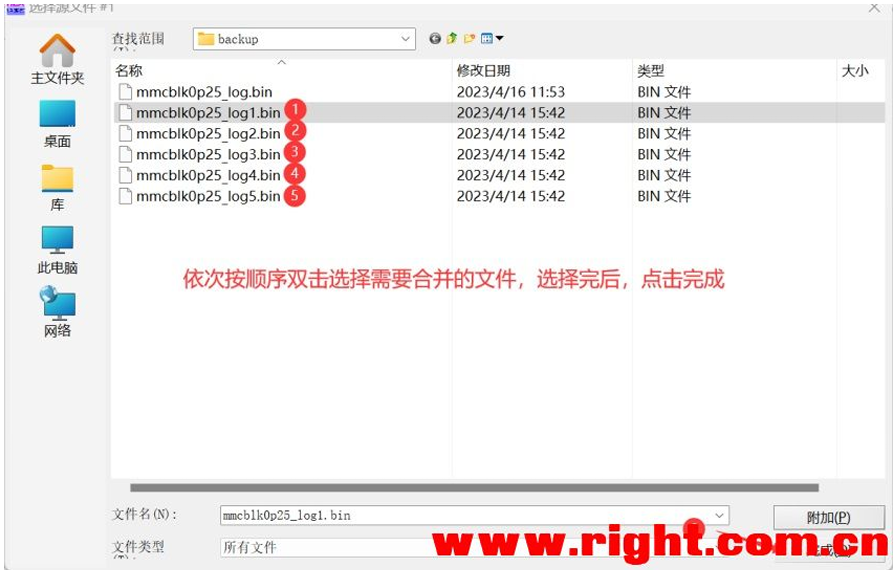 选择源文件 #1
查找范围
backup
主文件夹
桌面
库
此电脑
网络
名称 修改日期 类型 大小
mmcblk0p25_log.bin 2023/4/16 11:53 BIN 文件
mmcblk0p25_log1.bin 1 2023/4/14 15:42 BIN 文件
mmcblk0p25_log2.bin 2 2023/4/14 15:42 BIN 文件
mmcblk0p25_log3.bin 3 2023/4/14 15:42 BIN 文件
mmcblk0p25_log4.bin 4 2023/4/14 15:42 BIN 文件
mmcblk0p25_log5.bin 5 2023/4/14 15:42 BIN 文件
依次按顺序双击选择需要合并的文件，选择完后，点击完成
文件名(N)： mmcblk0p25_log1.bin 附加(P)
文件类型 所有文件
www.right.com.cn